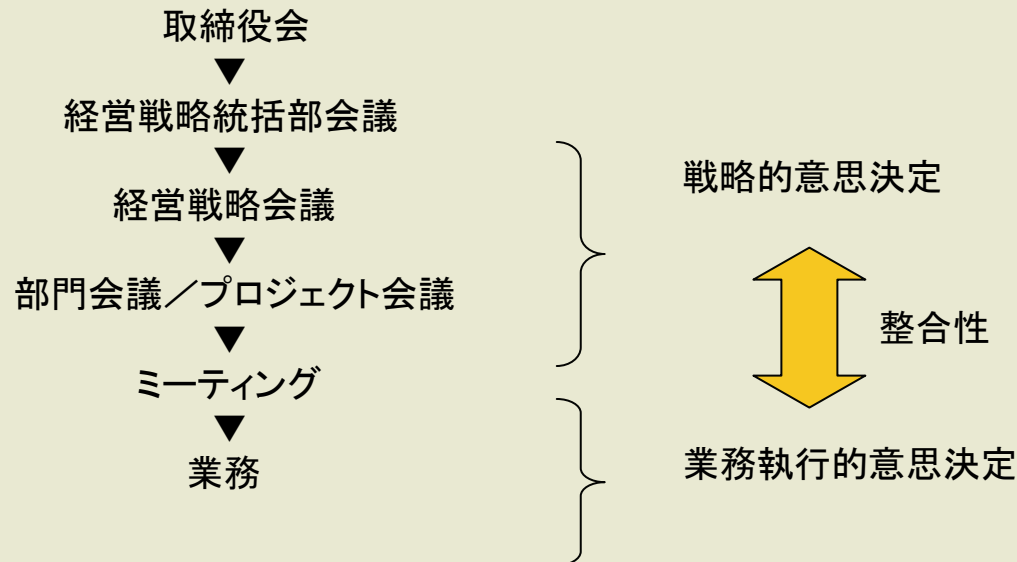 取締役会
▼
経営戦略統括部会議
▼
経営戦略会議
▼
部門会議／プロジェクト会議
▼
ミーティング
▼
業務
戦略的意思決定
整合性
業務執行的意思決定